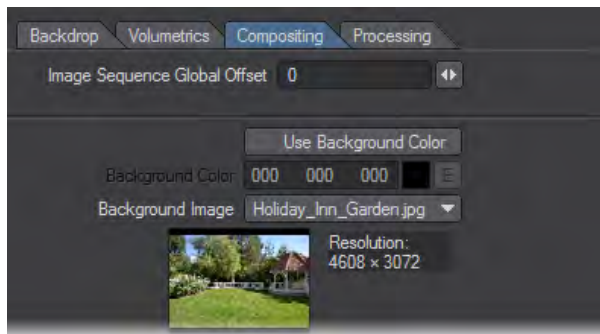 Backdrop Volumetrics Compositing Processing
Image Sequence Global Offset 0
Use Background Color
Background Color 000 000 000 E
Background Image Holiday_Inn_Garden.jpg
Resolution:
4608 × 3072